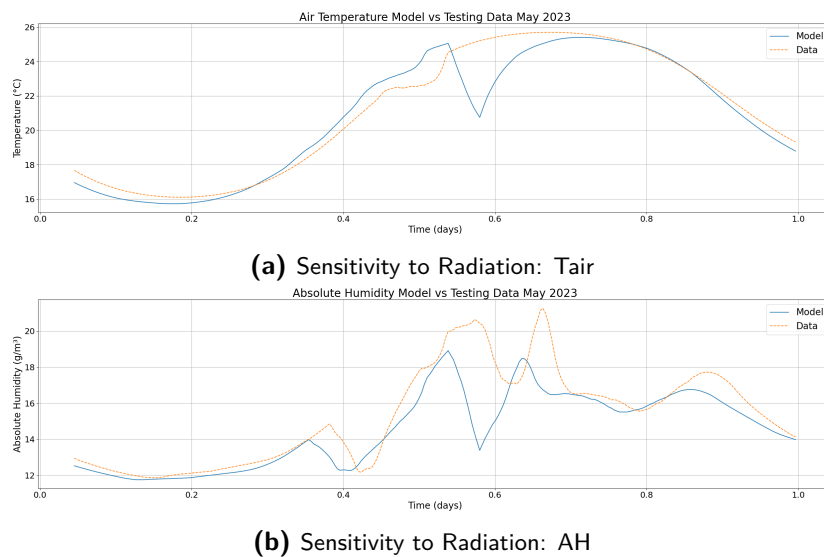 Air Temperature Model vs Testing Data May 2023
Model
Data
Temperature (°C)
26
24
22
20
18
16
0.0 0.2 0.4 0.6 0.8 1.0
Time (days)
(a) Sensitivity to Radiation: Tair
Absolute Humidity Model vs Testing Data May 2023
Model
Data
Absolute Humidity (g/m³)
20
18
16
14
12
0.0 0.2 0.4 0.6 0.8 1.0
Time (days)
(b) Sensitivity to Radiation: AH